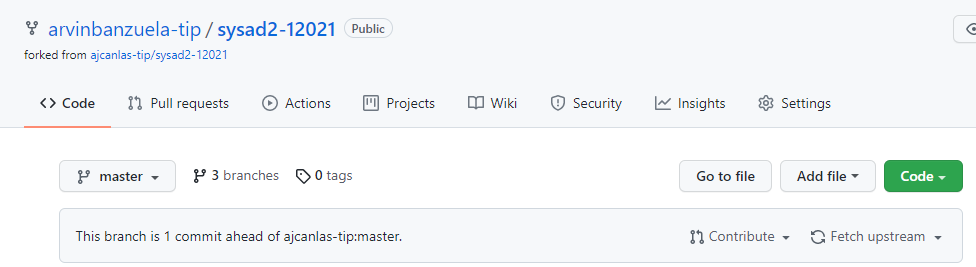 arvinbanzuela-tip / sysad2-12021 Public
forked from ajcanlas-tip/sysad2-12021
Code Pull requests Actions Projects Wiki Security Insights Settings
master 3 branches 0 tags Go to file Add file Code
This branch is 1 commit ahead of ajcanlas-tip:master. Contribute Fetch upstream